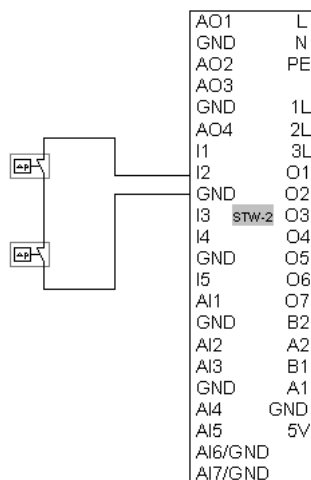 AO1 L
GND N
AO2 PE
AO3
GND 1L
AO4 2L
I1 3L
I2 O1
GND O2
I3 STW-2 O3
I4 O4
GND O5
I5 O6
AI1 O7
GND B2
AI2 A2
AI3 B1
GND A1
AI4 GND
AI5 5V
AI6/GND
AI7/GND
Δp
Δp